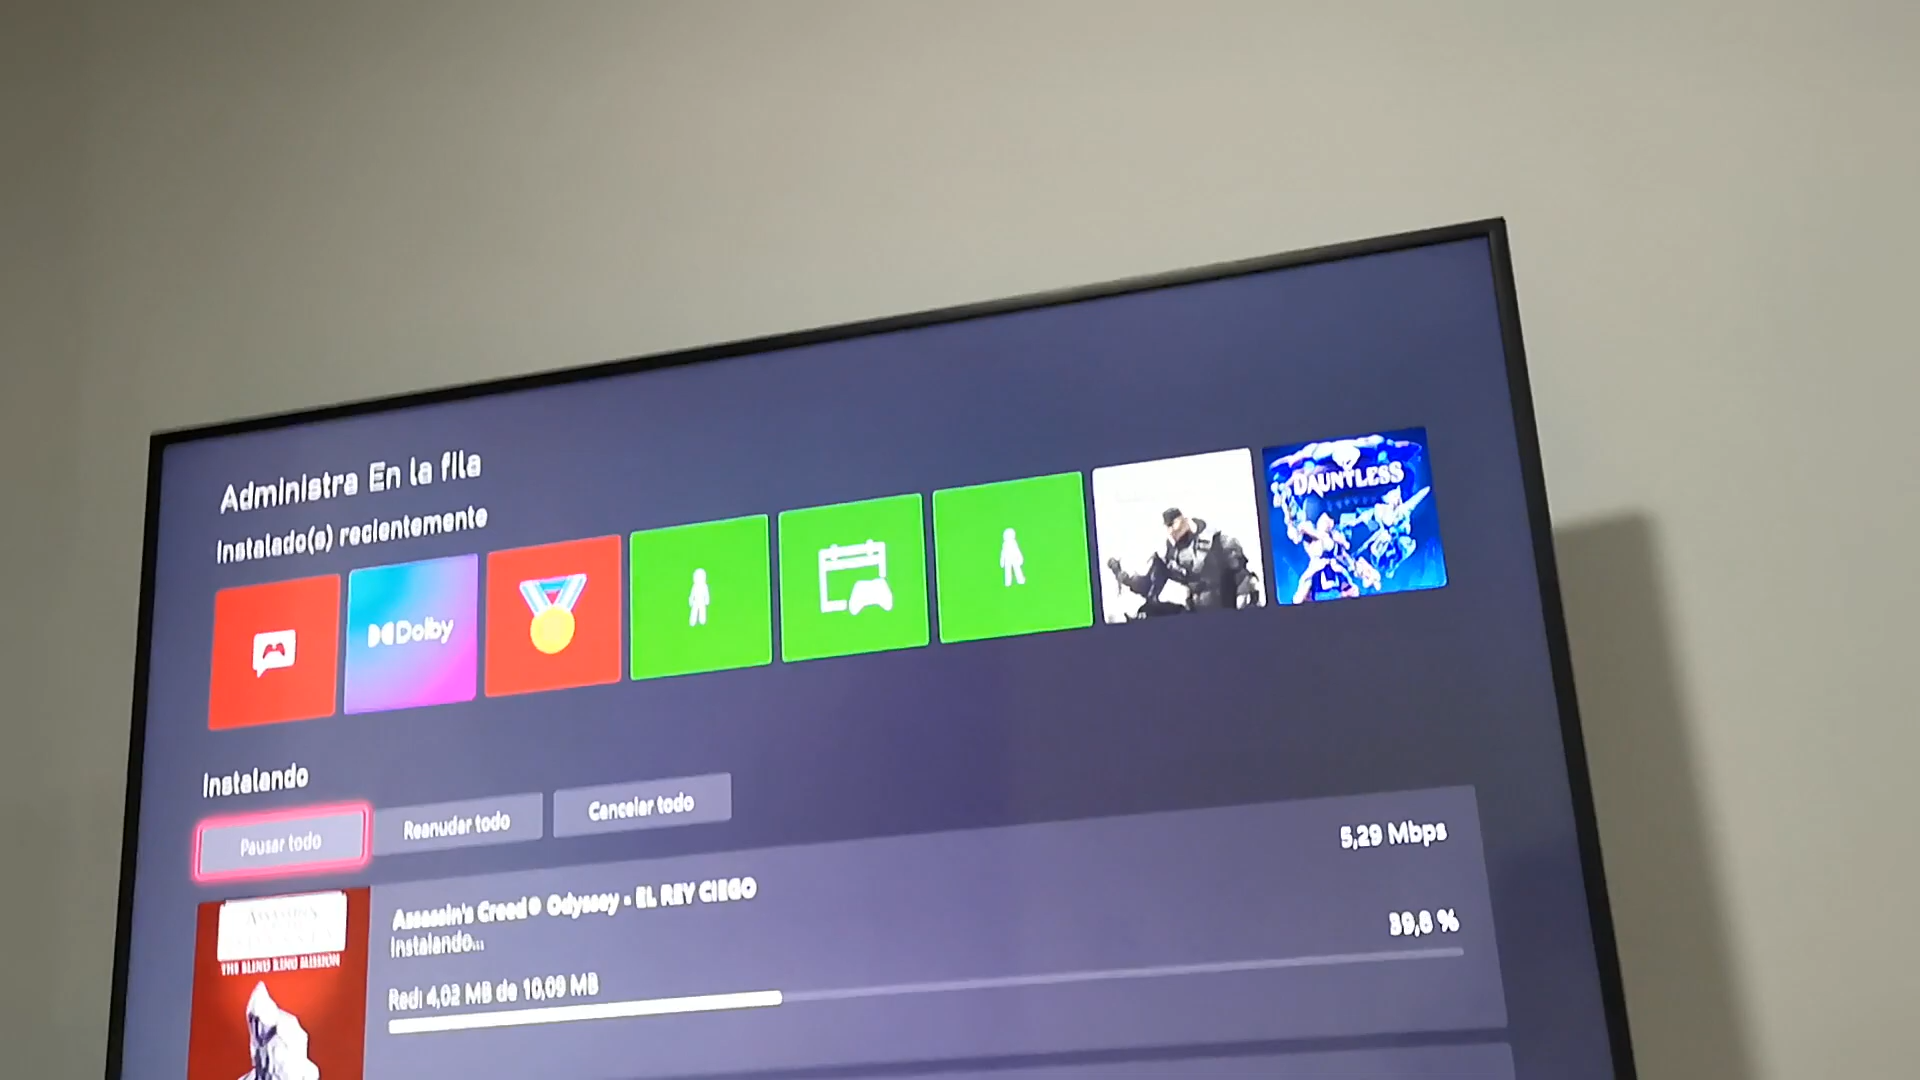 Administra En la fila
Instalado(s) recientemente
Dolby
DAUNTLESS
Instalando
Pausar todo
Reanudar todo
Cancelar todo
5,29 Mbps
Assassin's Creed® Odyssey - EL REY CIEGO
Instalando...
39,8 %
Red: 4,02 MB de 10,09 MB
THE BLIND KING MISSION